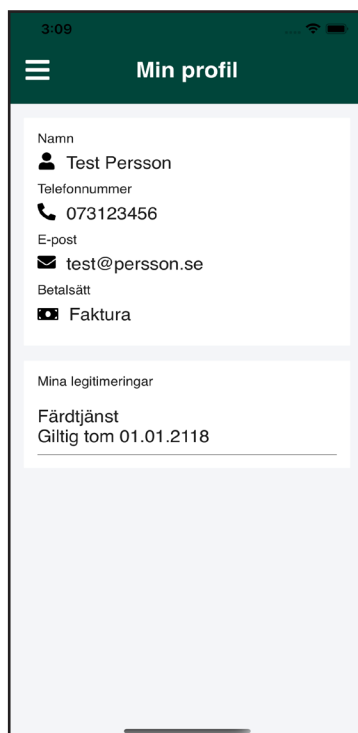 3:09
Min profil
Namn
Test Persson
Telefonnummer
073123456
E-post
test@persson.se
Betalsätt
Faktura
Mina legitimeringar
Färdtjänst
Giltig tom 01.01.2118